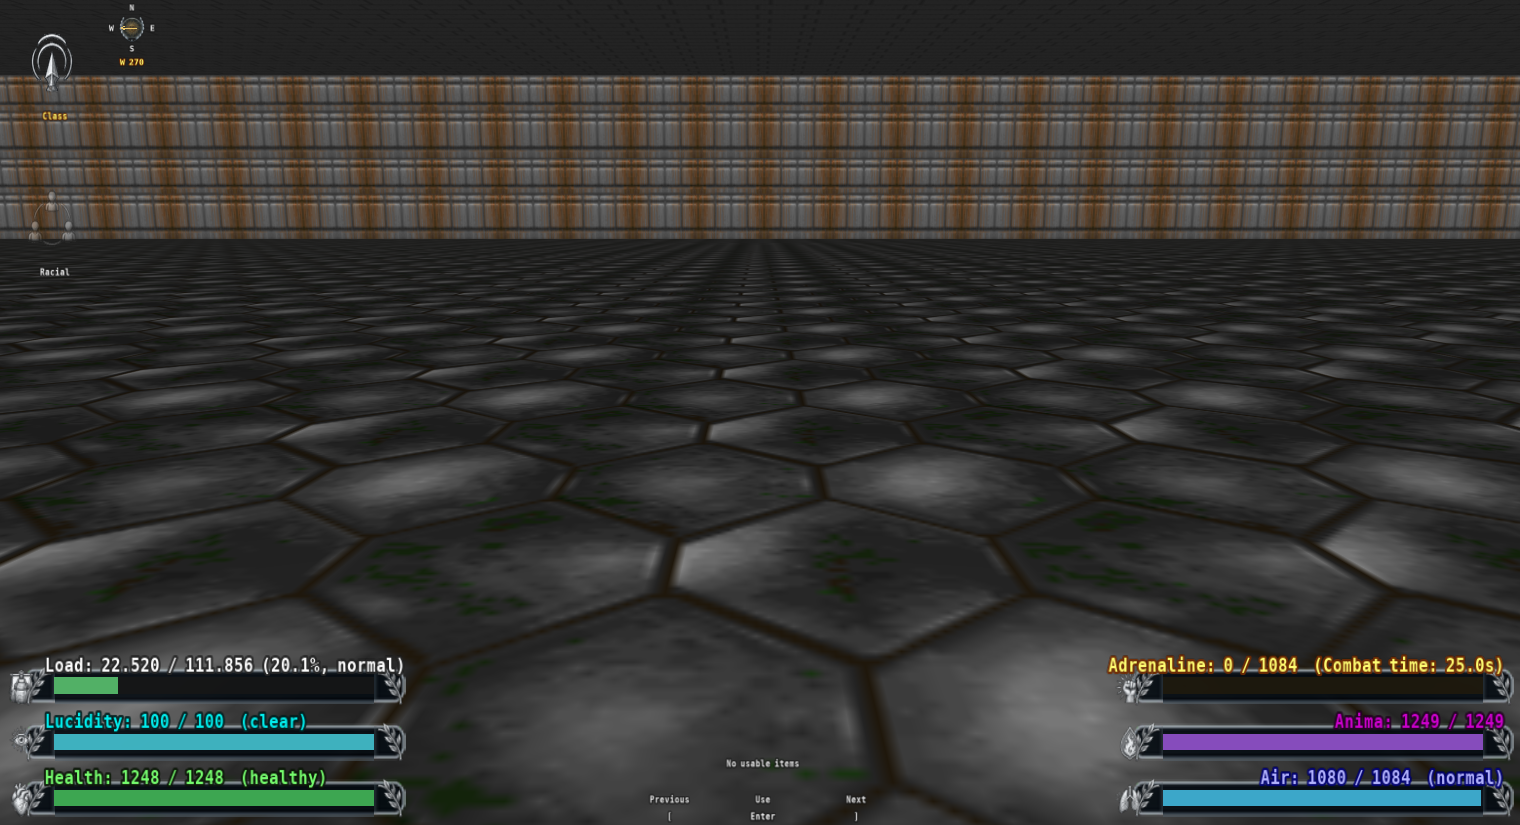 N
W E
S
W 270
Class
Racial
Load: 22.520 / 111.856 (20.1%, normal)
Lucidity: 100 / 100 (clear)
Health: 1248 / 1248 (healthy)
Adrenaline: 0 / 1084 (Combat time: 25.0s)
Anima: 1249 / 1249
Air: 1080 / 1084 (normal)
No usable items
Previous Use Next
[ Enter ]